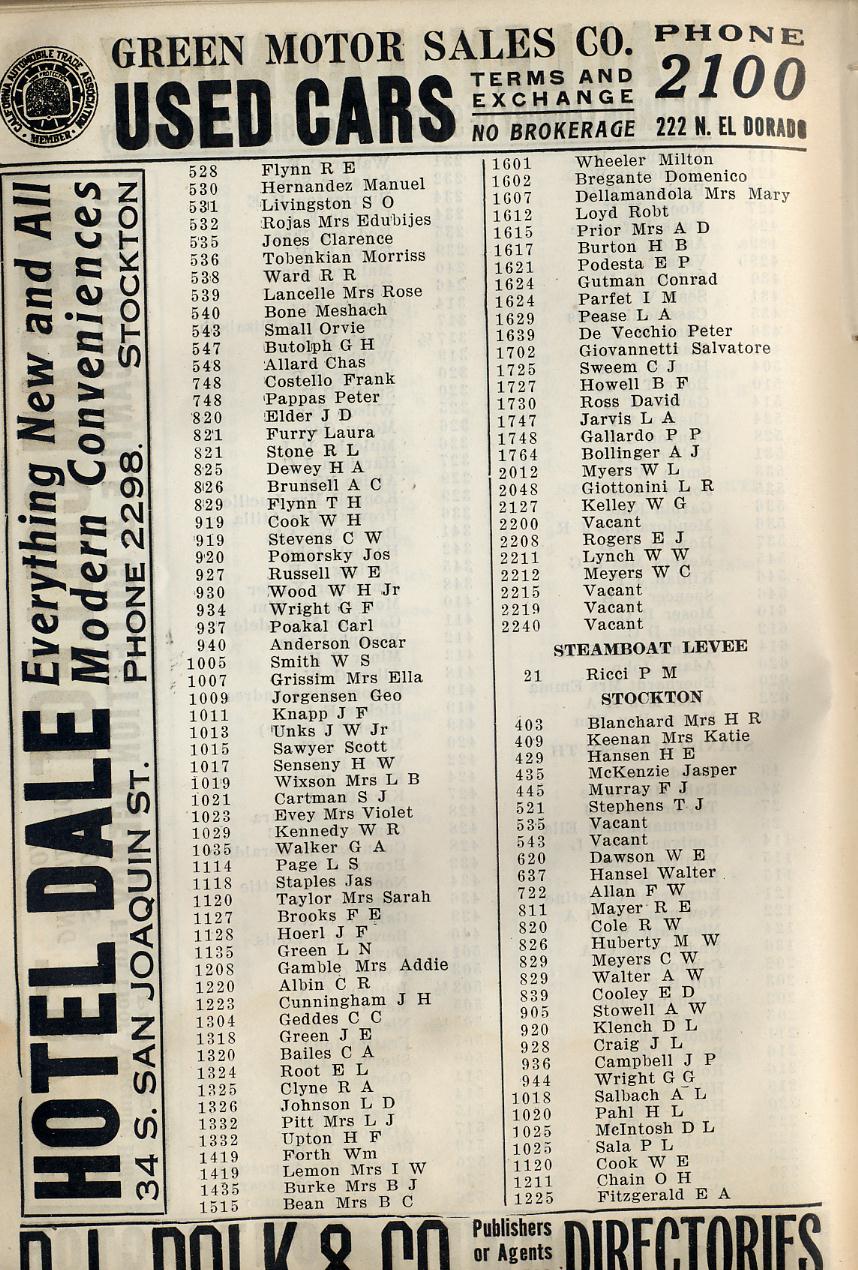 GREEN MOTOR SALES CO.
USED CARS
TERMS AND
EXCHANGE
NO BROKERAGE
PHONE
2100
222 N. EL DORADO
CALIFORNIA AUTOMOBILE TRADE ASSOCIATION
MEMBER
HOTEL DALE
Everything New and All
Modern Conveniences
34 S. SAN JOAQUIN ST. PHONE 2298. STOCKTON
528 Flynn R E
530 Hernandez Manuel
531 Livingston S O
532 Rojas Mrs Edubijes
535 Jones Clarence
536 Tobenkian Morriss
538 Ward R R
539 Lancelle Mrs Rose
540 Bone Meshach
543 Small Orvie
547 Butolph G H
548 Allard Chas
748 Costello Frank
748 Pappas Peter
820 Elder J D
821 Furry Laura
821 Stone R L
825 Dewey H A
826 Brunsell A C
829 Flynn T H
919 Cook W H
919 Stevens C W
920 Pomorsky Jos
927 Russell W E
930 Wood W H Jr
934 Wright G F
937 Poakal Carl
940 Anderson Oscar
1005 Smith W S
1007 Grissim Mrs Ella
1009 Jorgensen Geo
1011 Knapp J F
1013 Unks J W Jr
1015 Sawyer Scott
1017 Senseny H W
1019 Wixson Mrs L B
1021 Cartman S J
1023 Evey Mrs Violet
1029 Kennedy W R
1035 Walker G A
1114 Page L S
1118 Staples Jas
1120 Taylor Mrs Sarah
1127 Brooks F E
1128 Hoerl J F
1135 Green L N
1208 Gamble Mrs Addie
1220 Albin C R
1223 Cunningham J H
1304 Geddes C C
1318 Green J E
1320 Bailes C A
1324 Root E L
1325 Clyne R A
1326 Johnson L D
1332 Pitt Mrs L J
1332 Upton H F
1419 Forth Wm
1419 Lemon Mrs I W
1435 Burke Mrs B J
1515 Bean Mrs B C
1601 Wheeler Milton
1602 Bregante Domenico
1607 Dellamandola Mrs Mary
1612 Loyd Robt
1615 Prior Mrs A D
1617 Burton H B
1621 Podesta E P
1624 Gutman Conrad
1624 Parfet I M
1629 Pease L A
1639 De Vecchio Peter
1702 Giovannetti Salvatore
1725 Sweem C J
1727 Howell B F
1730 Ross David
1747 Jarvis L A
1748 Gallardo P P
1764 Bollinger A J
2012 Myers W L
2048 Giottonini L R
2127 Kelley W G
2200 Vacant
2208 Rogers E J
2211 Lynch W W
2212 Meyers W C
2215 Vacant
2219 Vacant
2240 Vacant
STEAMBOAT LEVEE
21 Ricci P M
STOCKTON
403 Blanchard Mrs H R
409 Keenan Mrs Katie
429 Hansen H E
435 McKenzie Jasper
445 Murray F J
521 Stephens T J
535 Vacant
543 Vacant
620 Dawson W E
637 Hansel Walter
722 Allan F W
811 Mayer R E
820 Cole R W
826 Huberty M W
829 Meyers C W
829 Walter A W
839 Cooley E D
905 Stowell A W
920 Klench D L
928 Craig J L
936 Campbell J P
944 Wright G G
1018 Salbach A L
1020 Pahl H L
1025 McIntosh D L
1025 Sala P L
1120 Cook W E
1211 Chain O H
1225 Fitzgerald E A
R. L. POLK & CO.
Publishers
or Agents
DIRECTORIES